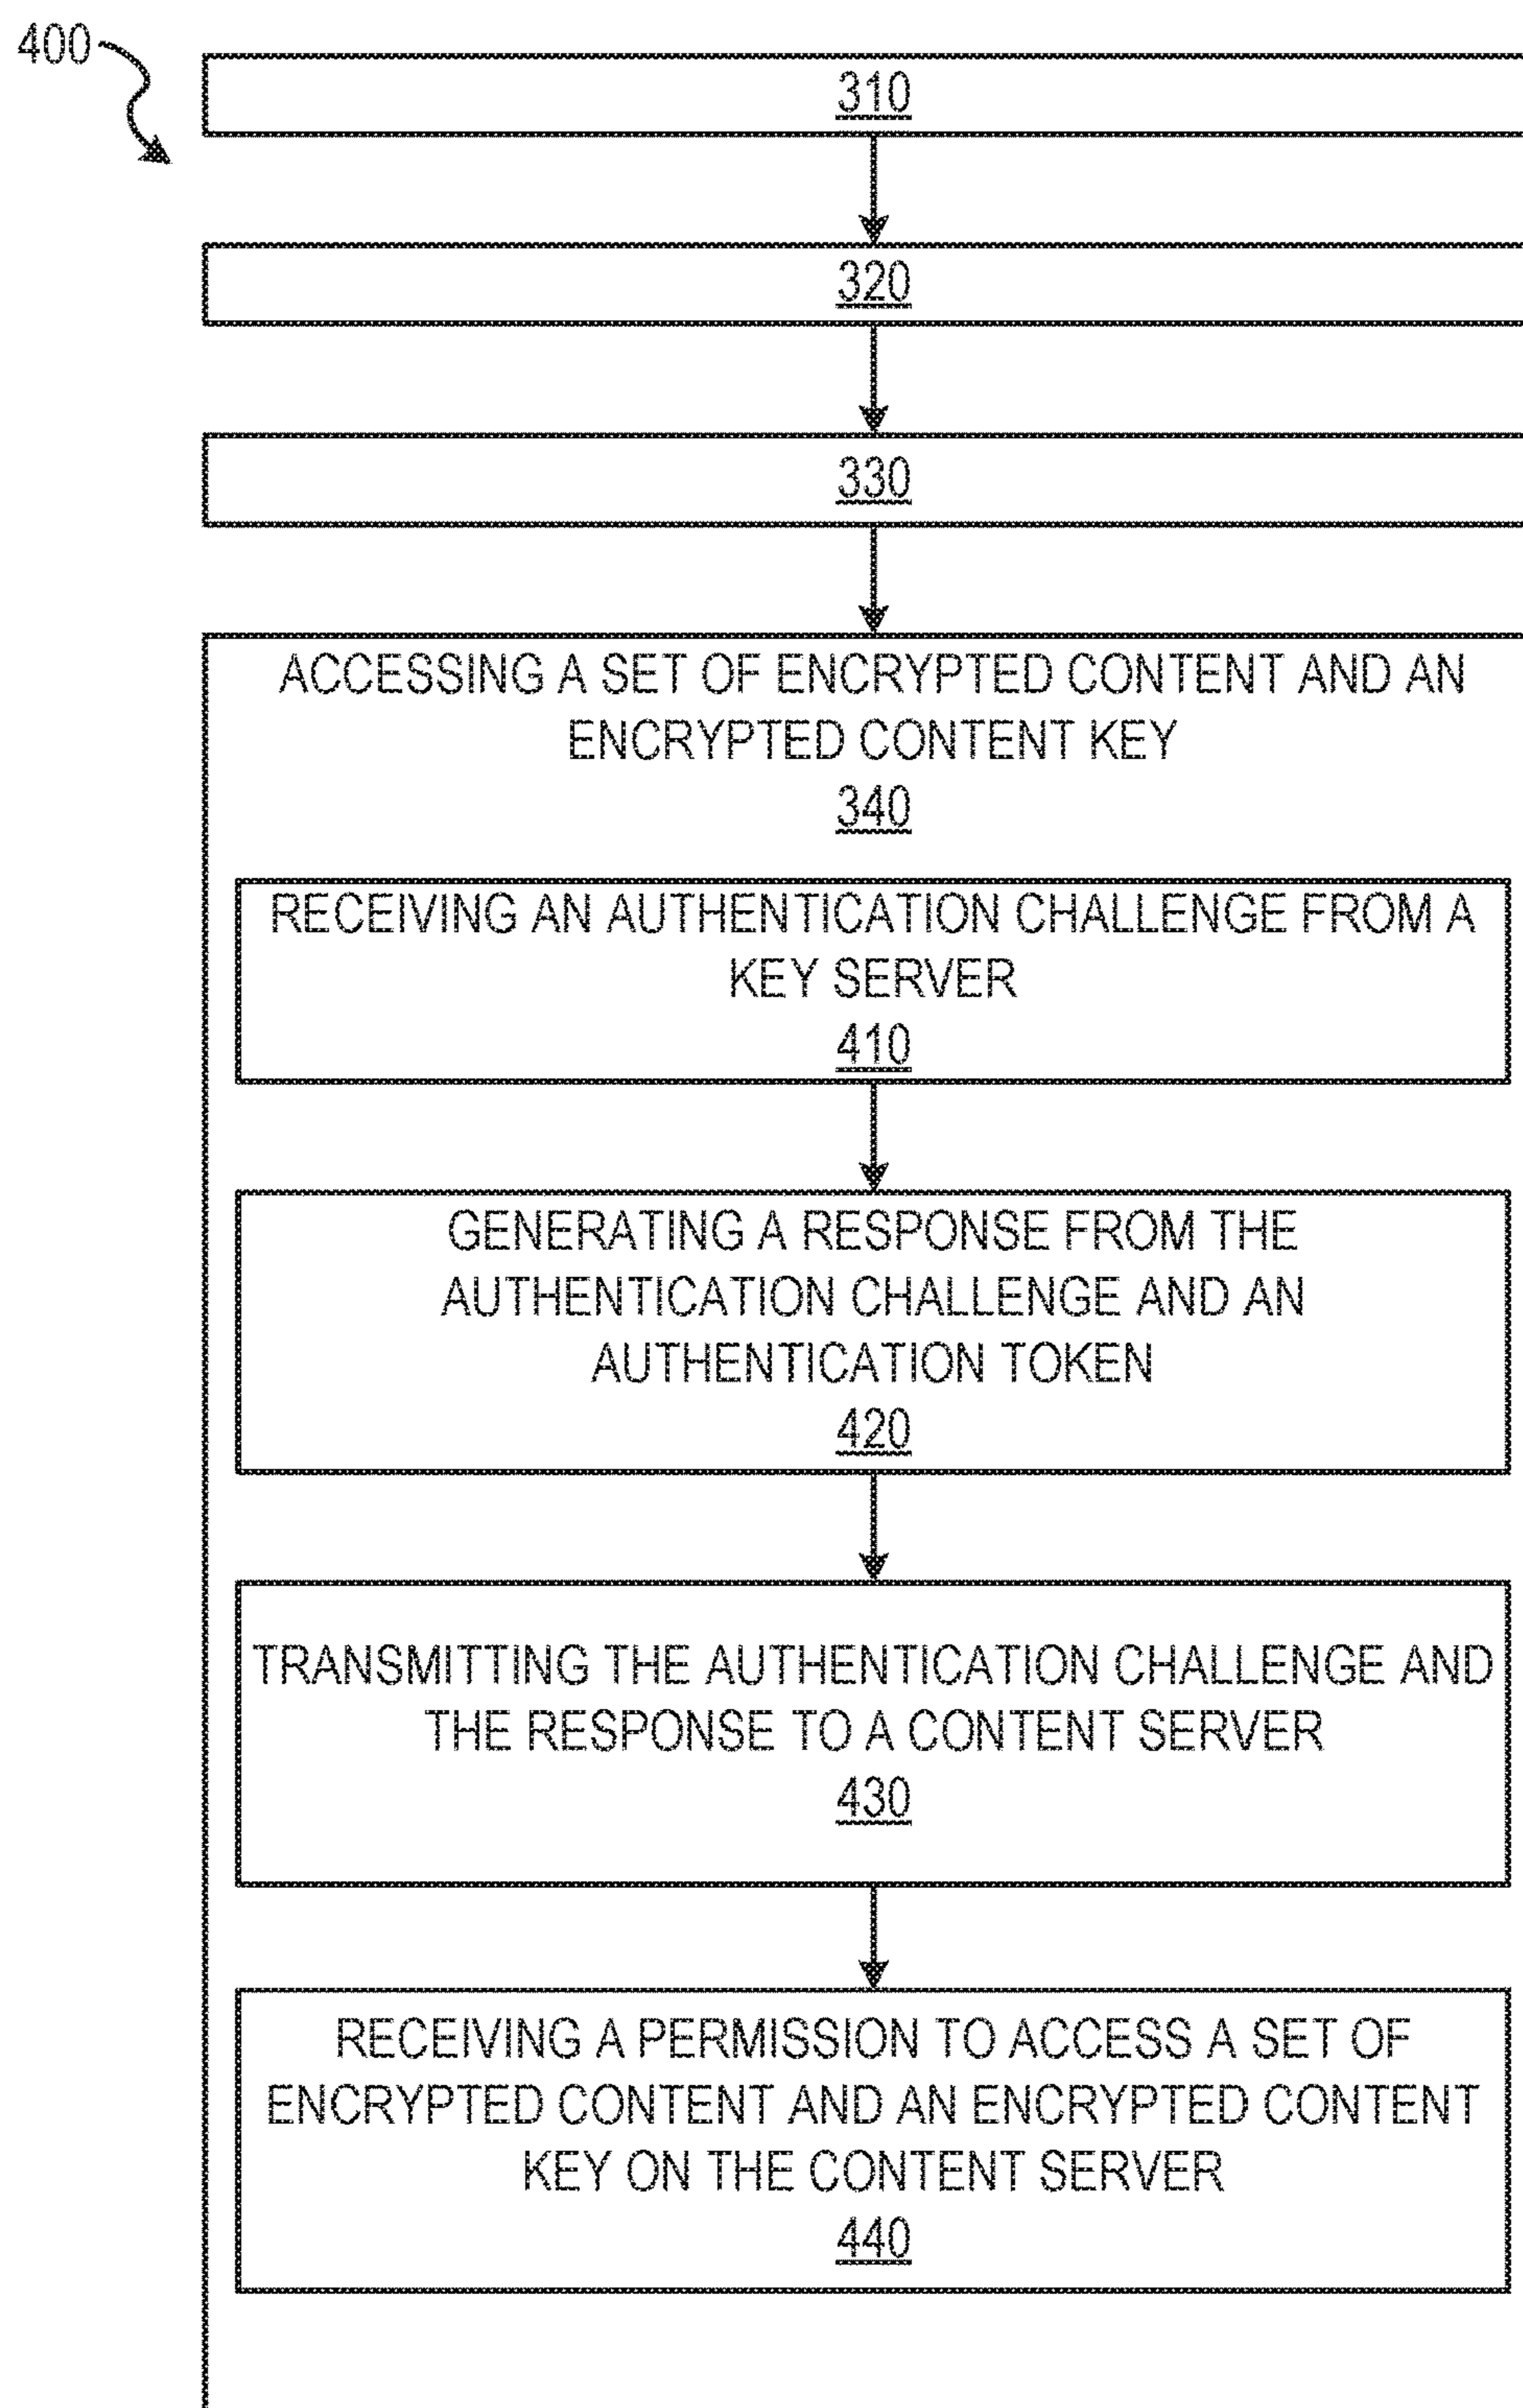 400
310
320
330
ACCESSING A SET OF ENCRYPTED CONTENT AND AN
ENCRYPTED CONTENT KEY
340
RECEIVING AN AUTHENTICATION CHALLENGE FROM A
KEY SERVER
410
GENERATING A RESPONSE FROM THE
AUTHENTICATION CHALLENGE AND AN
AUTHENTICATION TOKEN
420
TRANSMITTING THE AUTHENTICATION CHALLENGE AND
THE RESPONSE TO A CONTENT SERVER
430
RECEIVING A PERMISSION TO ACCESS A SET OF
ENCRYPTED CONTENT AND AN ENCRYPTED CONTENT
KEY ON THE CONTENT SERVER
440